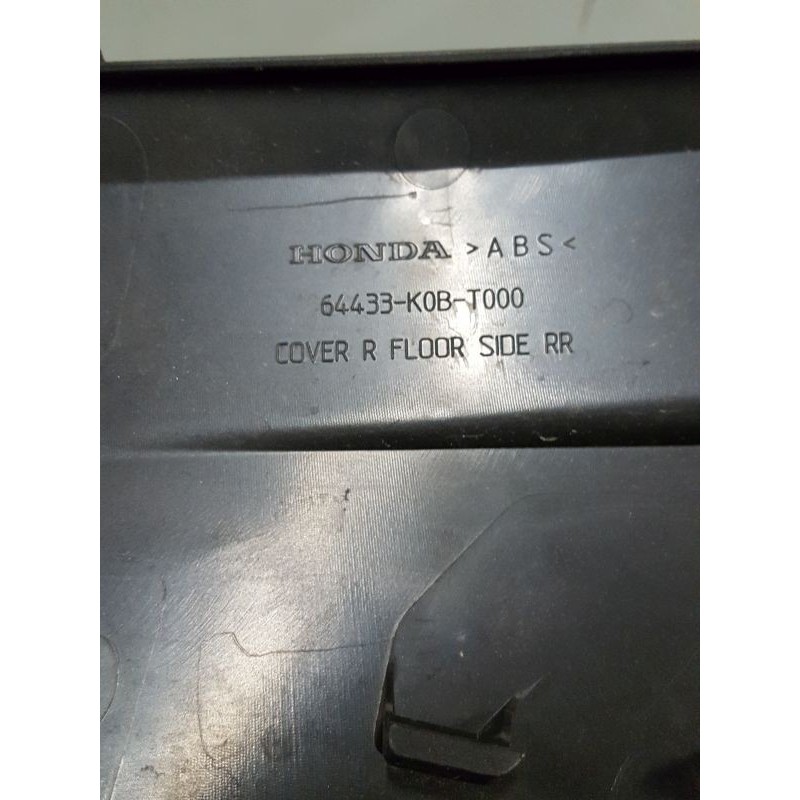 HONDA >ABS<
64433-K0B-T000
COVER R FLOOR SIDE RR